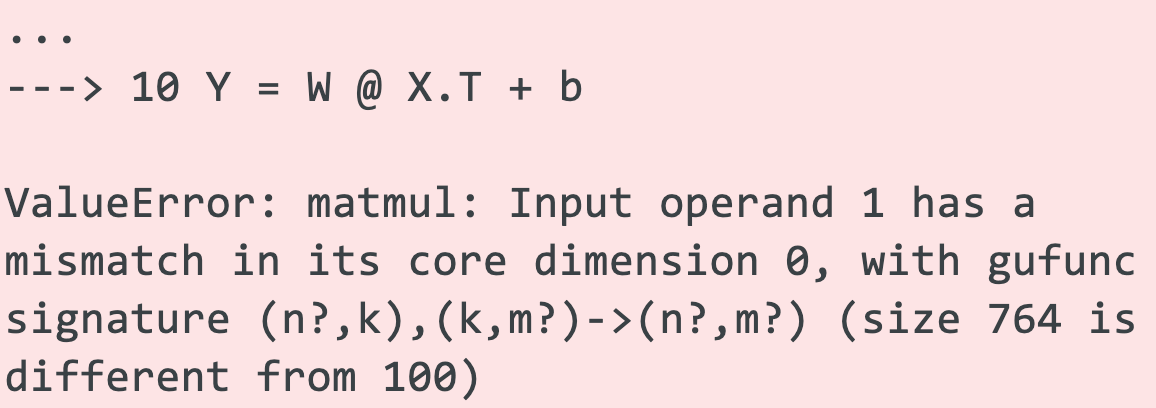 ...
---> 10 Y = W @ X.T + b
ValueError: matmul: Input operand 1 has a
mismatch in its core dimension 0, with gufunc
signature (n?,k),(k,m?)->(n?,m?) (size 764 is
different from 100)